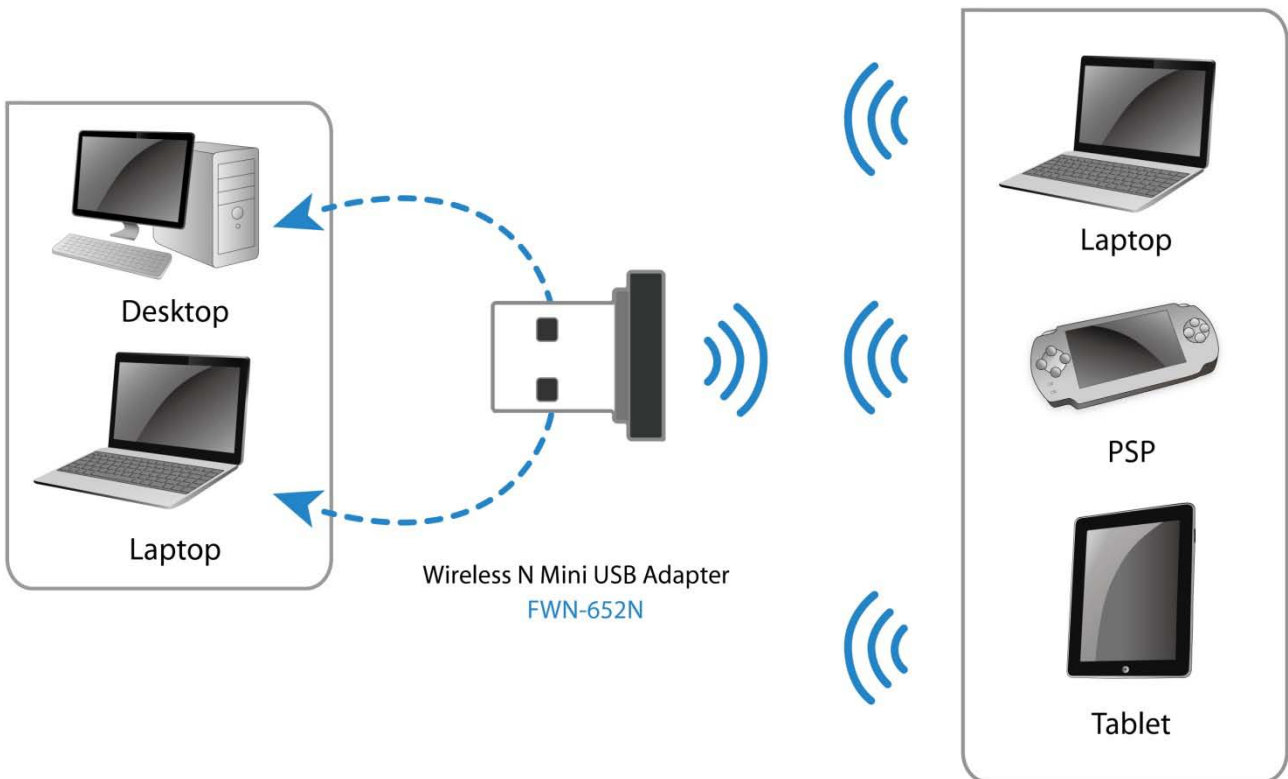 Desktop
Laptop
Wireless N Mini USB Adapter
FWN-652N
Laptop
PSP
Tablet